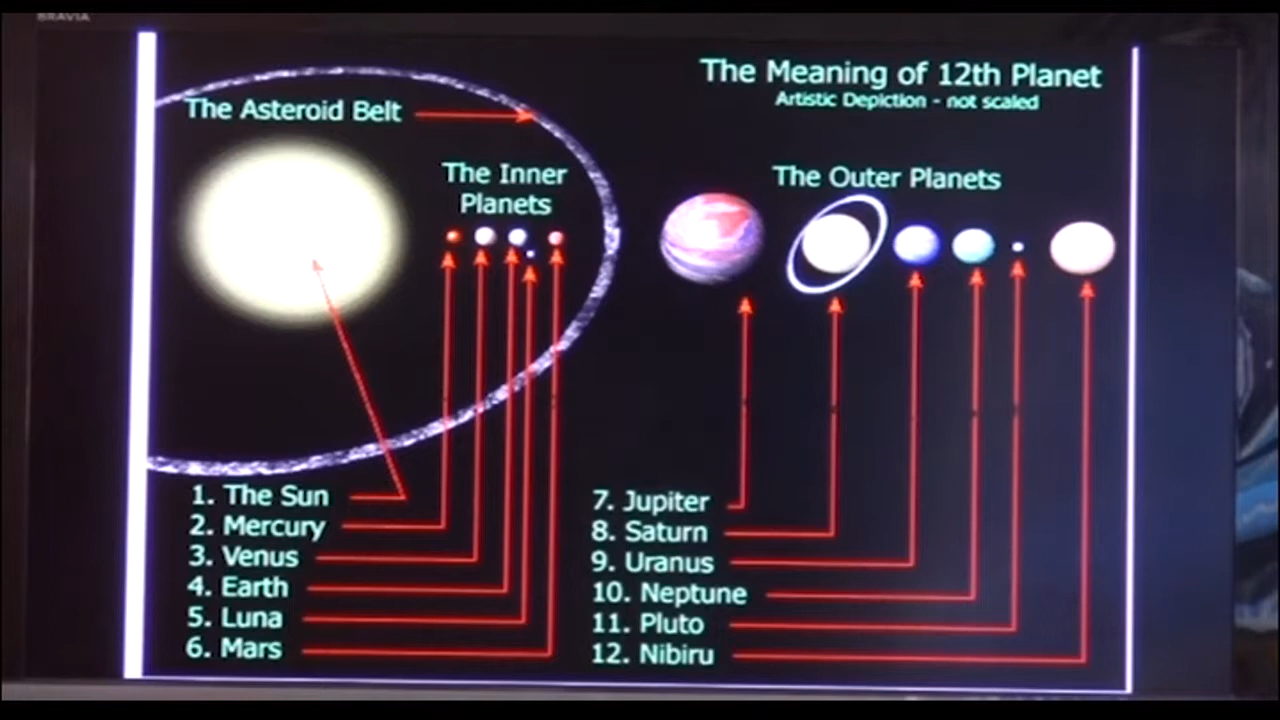 BRAVIA
The Meaning of 12th Planet
Artistic Depiction - not scaled
The Asteroid Belt
The Inner
Planets
The Outer Planets
1. The Sun
2. Mercury
3. Venus
4. Earth
5. Luna
6. Mars
7. Jupiter
8. Saturn
9. Uranus
10. Neptune
11. Pluto
12. Nibiru